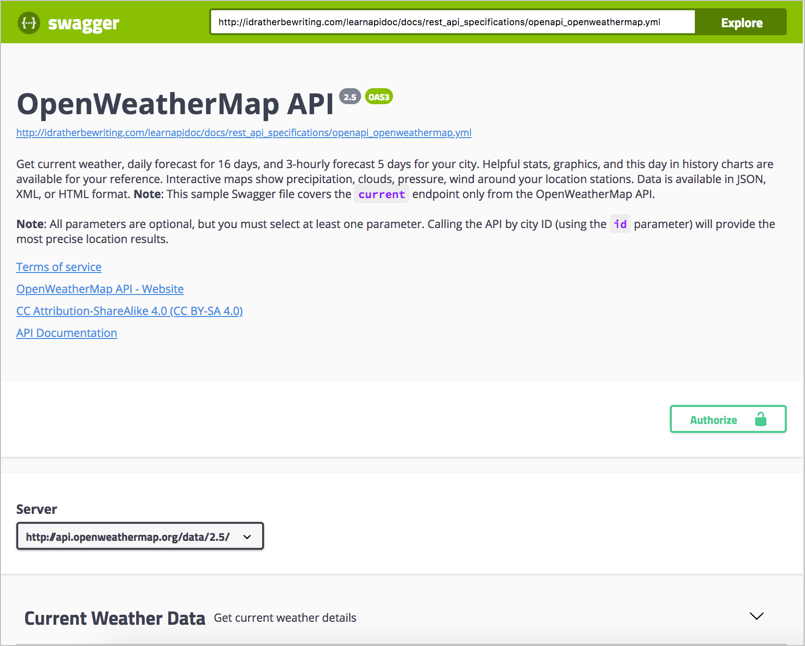 swagger
http://idratherbewriting.com/learnapidoc/docs/rest_api_specifications/openapi_openweathermap.yml
Explore
OpenWeatherMap API 2.5 OAS3
http://idratherbewriting.com/learnapidoc/docs/rest_api_specifications/openapi_openweathermap.yml
Get current weather, daily forecast for 16 days, and 3-hourly forecast 5 days for your city. Helpful stats, graphics, and this day in history charts are
available for your reference. Interactive maps show precipitation, clouds, pressure, wind around your location stations. Data is available in JSON,
XML, or HTML format. Note: This sample Swagger file covers the current endpoint only from the OpenWeatherMap API.
Note: All parameters are optional, but you must select at least one parameter. Calling the API by city ID (using the id parameter) will provide the
most precise location results.
Terms of service
OpenWeatherMap API - Website
CC Attribution-ShareAlike 4.0 (CC BY-SA 4.0)
API Documentation
Authorize
Server
http://api.openweathermap.org/data/2.5/
Current Weather Data Get current weather details